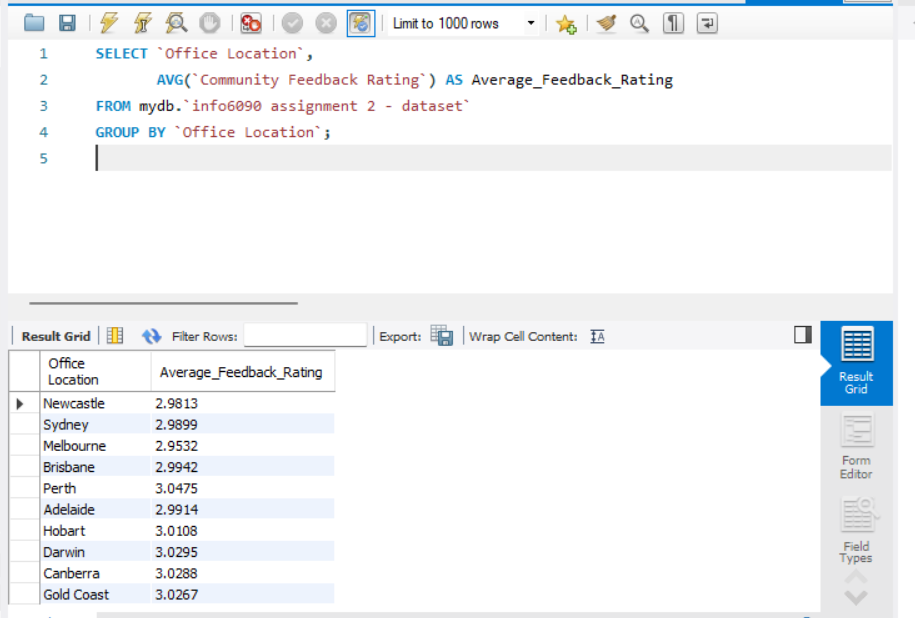 Limit to 1000 rows
1 SELECT `Office Location`,
2 AVG(`Community Feedback Rating`) AS Average_Feedback_Rating
3 FROM mydb.`info6090 assignment 2 - dataset`
4 GROUP BY `Office Location`;
5
Result Grid Filter Rows: Export: Wrap Cell Content: IA
Office
Location Average_Feedback_Rating
Newcastle 2.9813
Sydney 2.9899
Melbourne 2.9532
Brisbane 2.9942
Perth 3.0475
Adelaide 2.9914
Hobart 3.0108
Darwin 3.0295
Canberra 3.0288
Gold Coast 3.0267
Result
Grid
Form
Editor
Field
Types